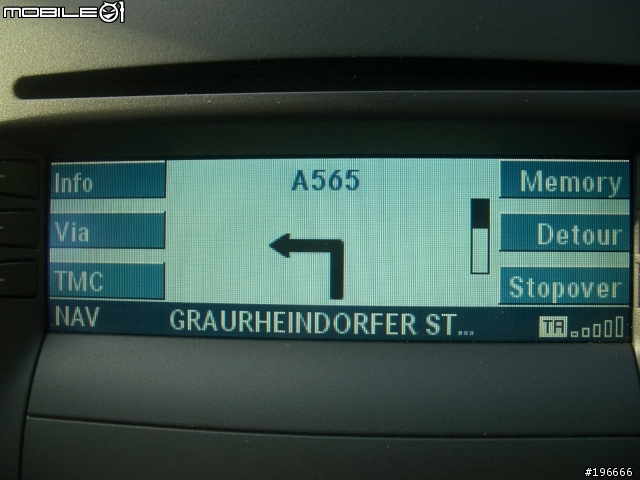 MOBILE01
Info
A565
Memory
Via
Detour
TMC
Stopover
NAV
GRAURHEINDORFER ST...
TA
#196666